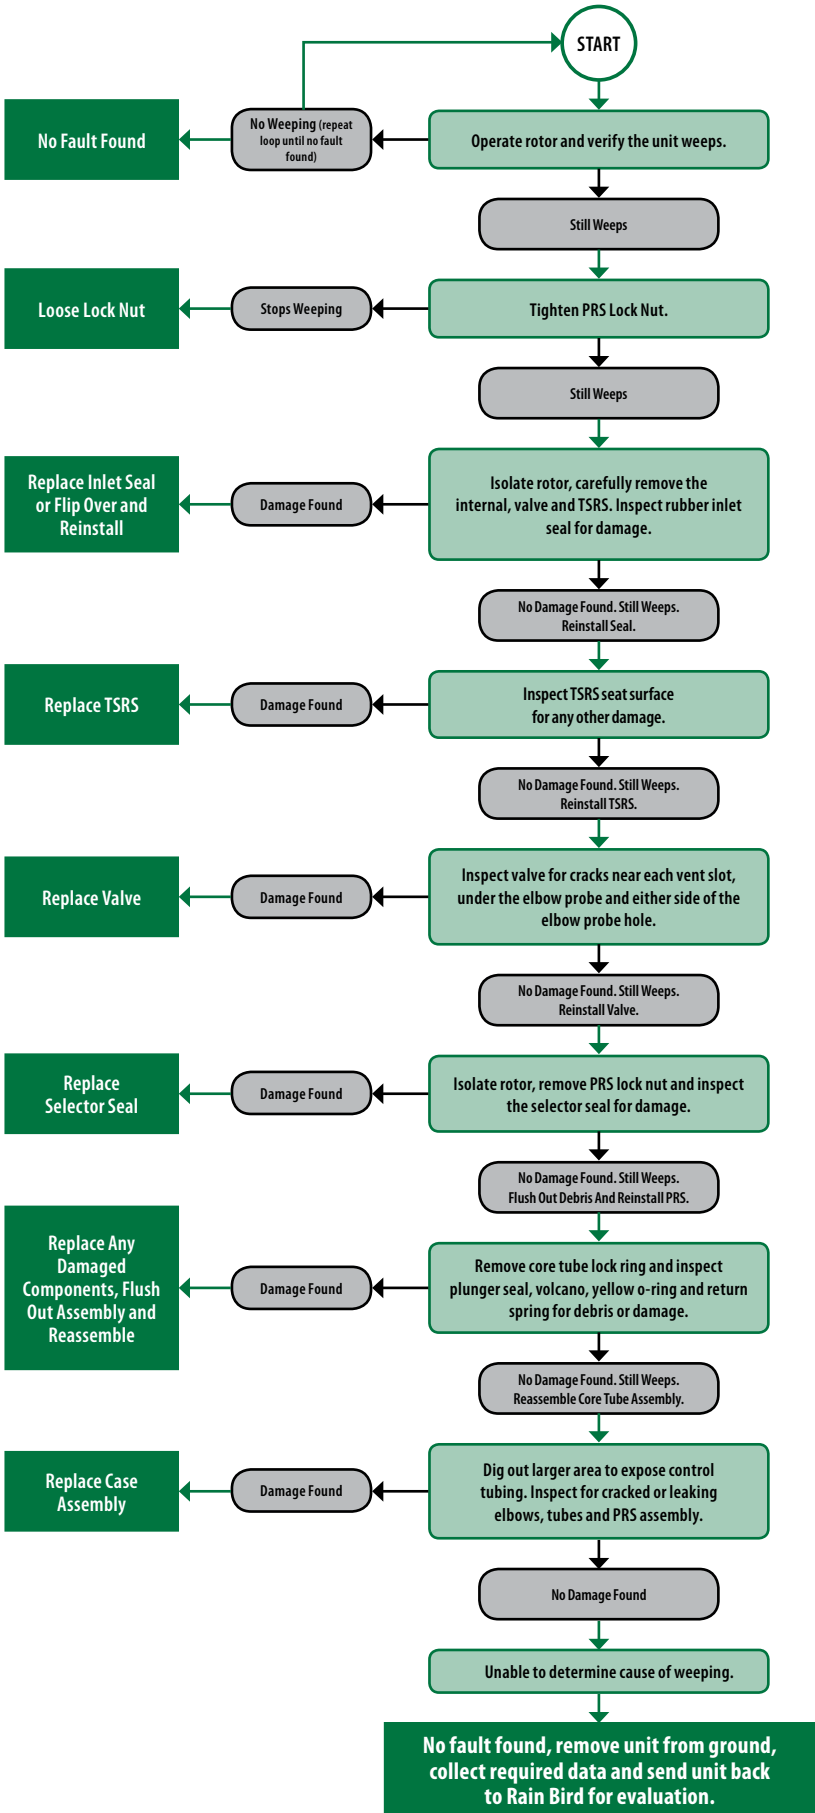 START
No Fault Found
No Weeping (repeat
loop until no fault
found)
Operate rotor and verify the unit weeps.
Still Weeps
Loose Lock Nut
Stops Weeping
Tighten PRS Lock Nut.
Still Weeps
Replace Inlet Seal
or Flip Over and
Reinstall
Damage Found
Isolate rotor, carefully remove the
internal, valve and TSRS. Inspect rubber inlet
seal for damage.
No Damage Found. Still Weeps.
Reinstall Seal.
Replace TSRS
Damage Found
Inspect TSRS seat surface
for any other damage.
No Damage Found. Still Weeps.
Reinstall TSRS.
Replace Valve
Damage Found
Inspect valve for cracks near each vent slot,
under the elbow probe and either side of the
elbow probe hole.
No Damage Found. Still Weeps.
Reinstall Valve.
Replace
Selector Seal
Damage Found
Isolate rotor, remove PRS lock nut and inspect
the selector seal for damage.
No Damage Found. Still Weeps.
Flush Out Debris And Reinstall PRS.
Replace Any
Damaged
Components, Flush
Out Assembly and
Reassemble
Damage Found
Remove core tube lock ring and inspect
plunger seal, volcano, yellow o-ring and return
spring for debris or damage.
No Damage Found. Still Weeps.
Reassemble Core Tube Assembly.
Replace Case
Assembly
Damage Found
Dig out larger area to expose control
tubing. Inspect for cracked or leaking
elbows, tubes and PRS assembly.
No Damage Found
Unable to determine cause of weeping.
No fault found, remove unit from ground,
collect required data and send unit back
to Rain Bird for evaluation.